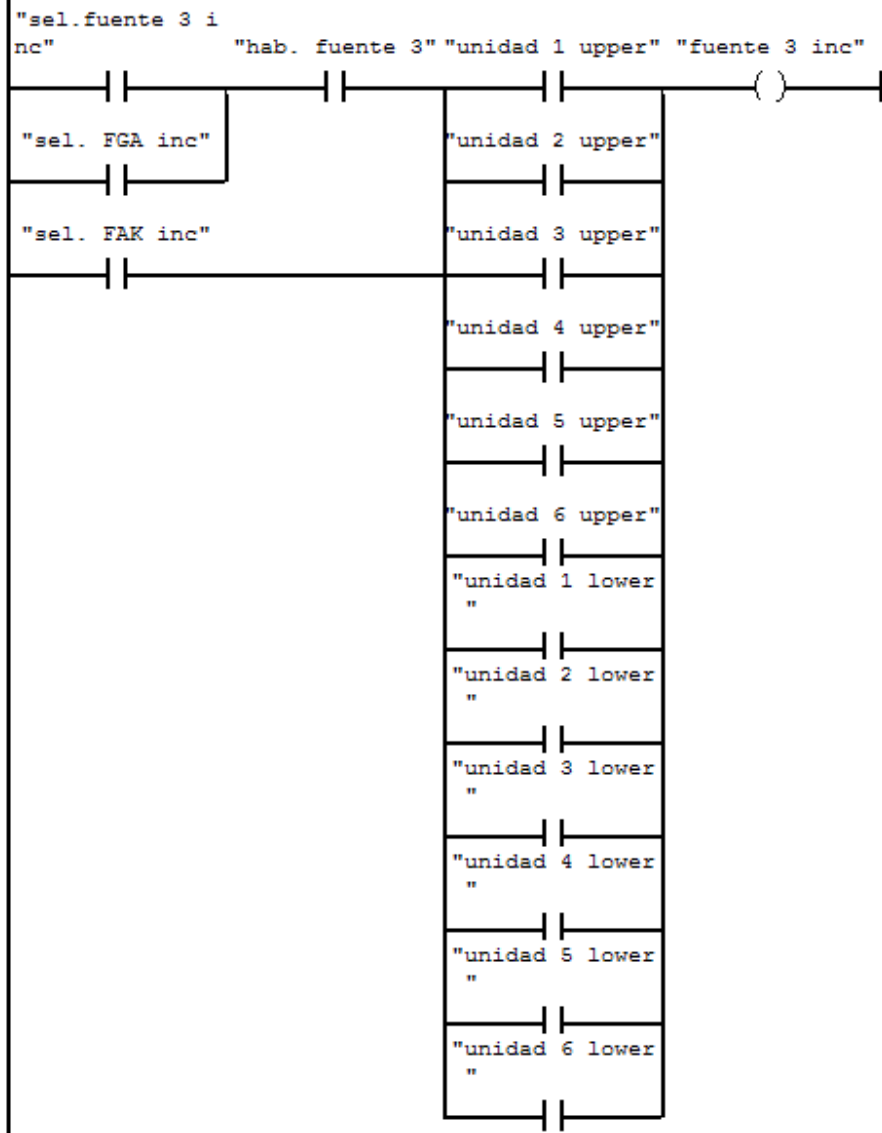 "sel.fuente 3 i
nc"
"hab. fuente 3"
"unidad 1 upper"
"fuente 3 inc"
"sel. FGA inc"
"unidad 2 upper"
"sel. FAK inc"
"unidad 3 upper"
"unidad 4 upper"
"unidad 5 upper"
"unidad 6 upper"
"unidad 1 lower
"
"unidad 2 lower
"
"unidad 3 lower
"
"unidad 4 lower
"
"unidad 5 lower
"
"unidad 6 lower
"